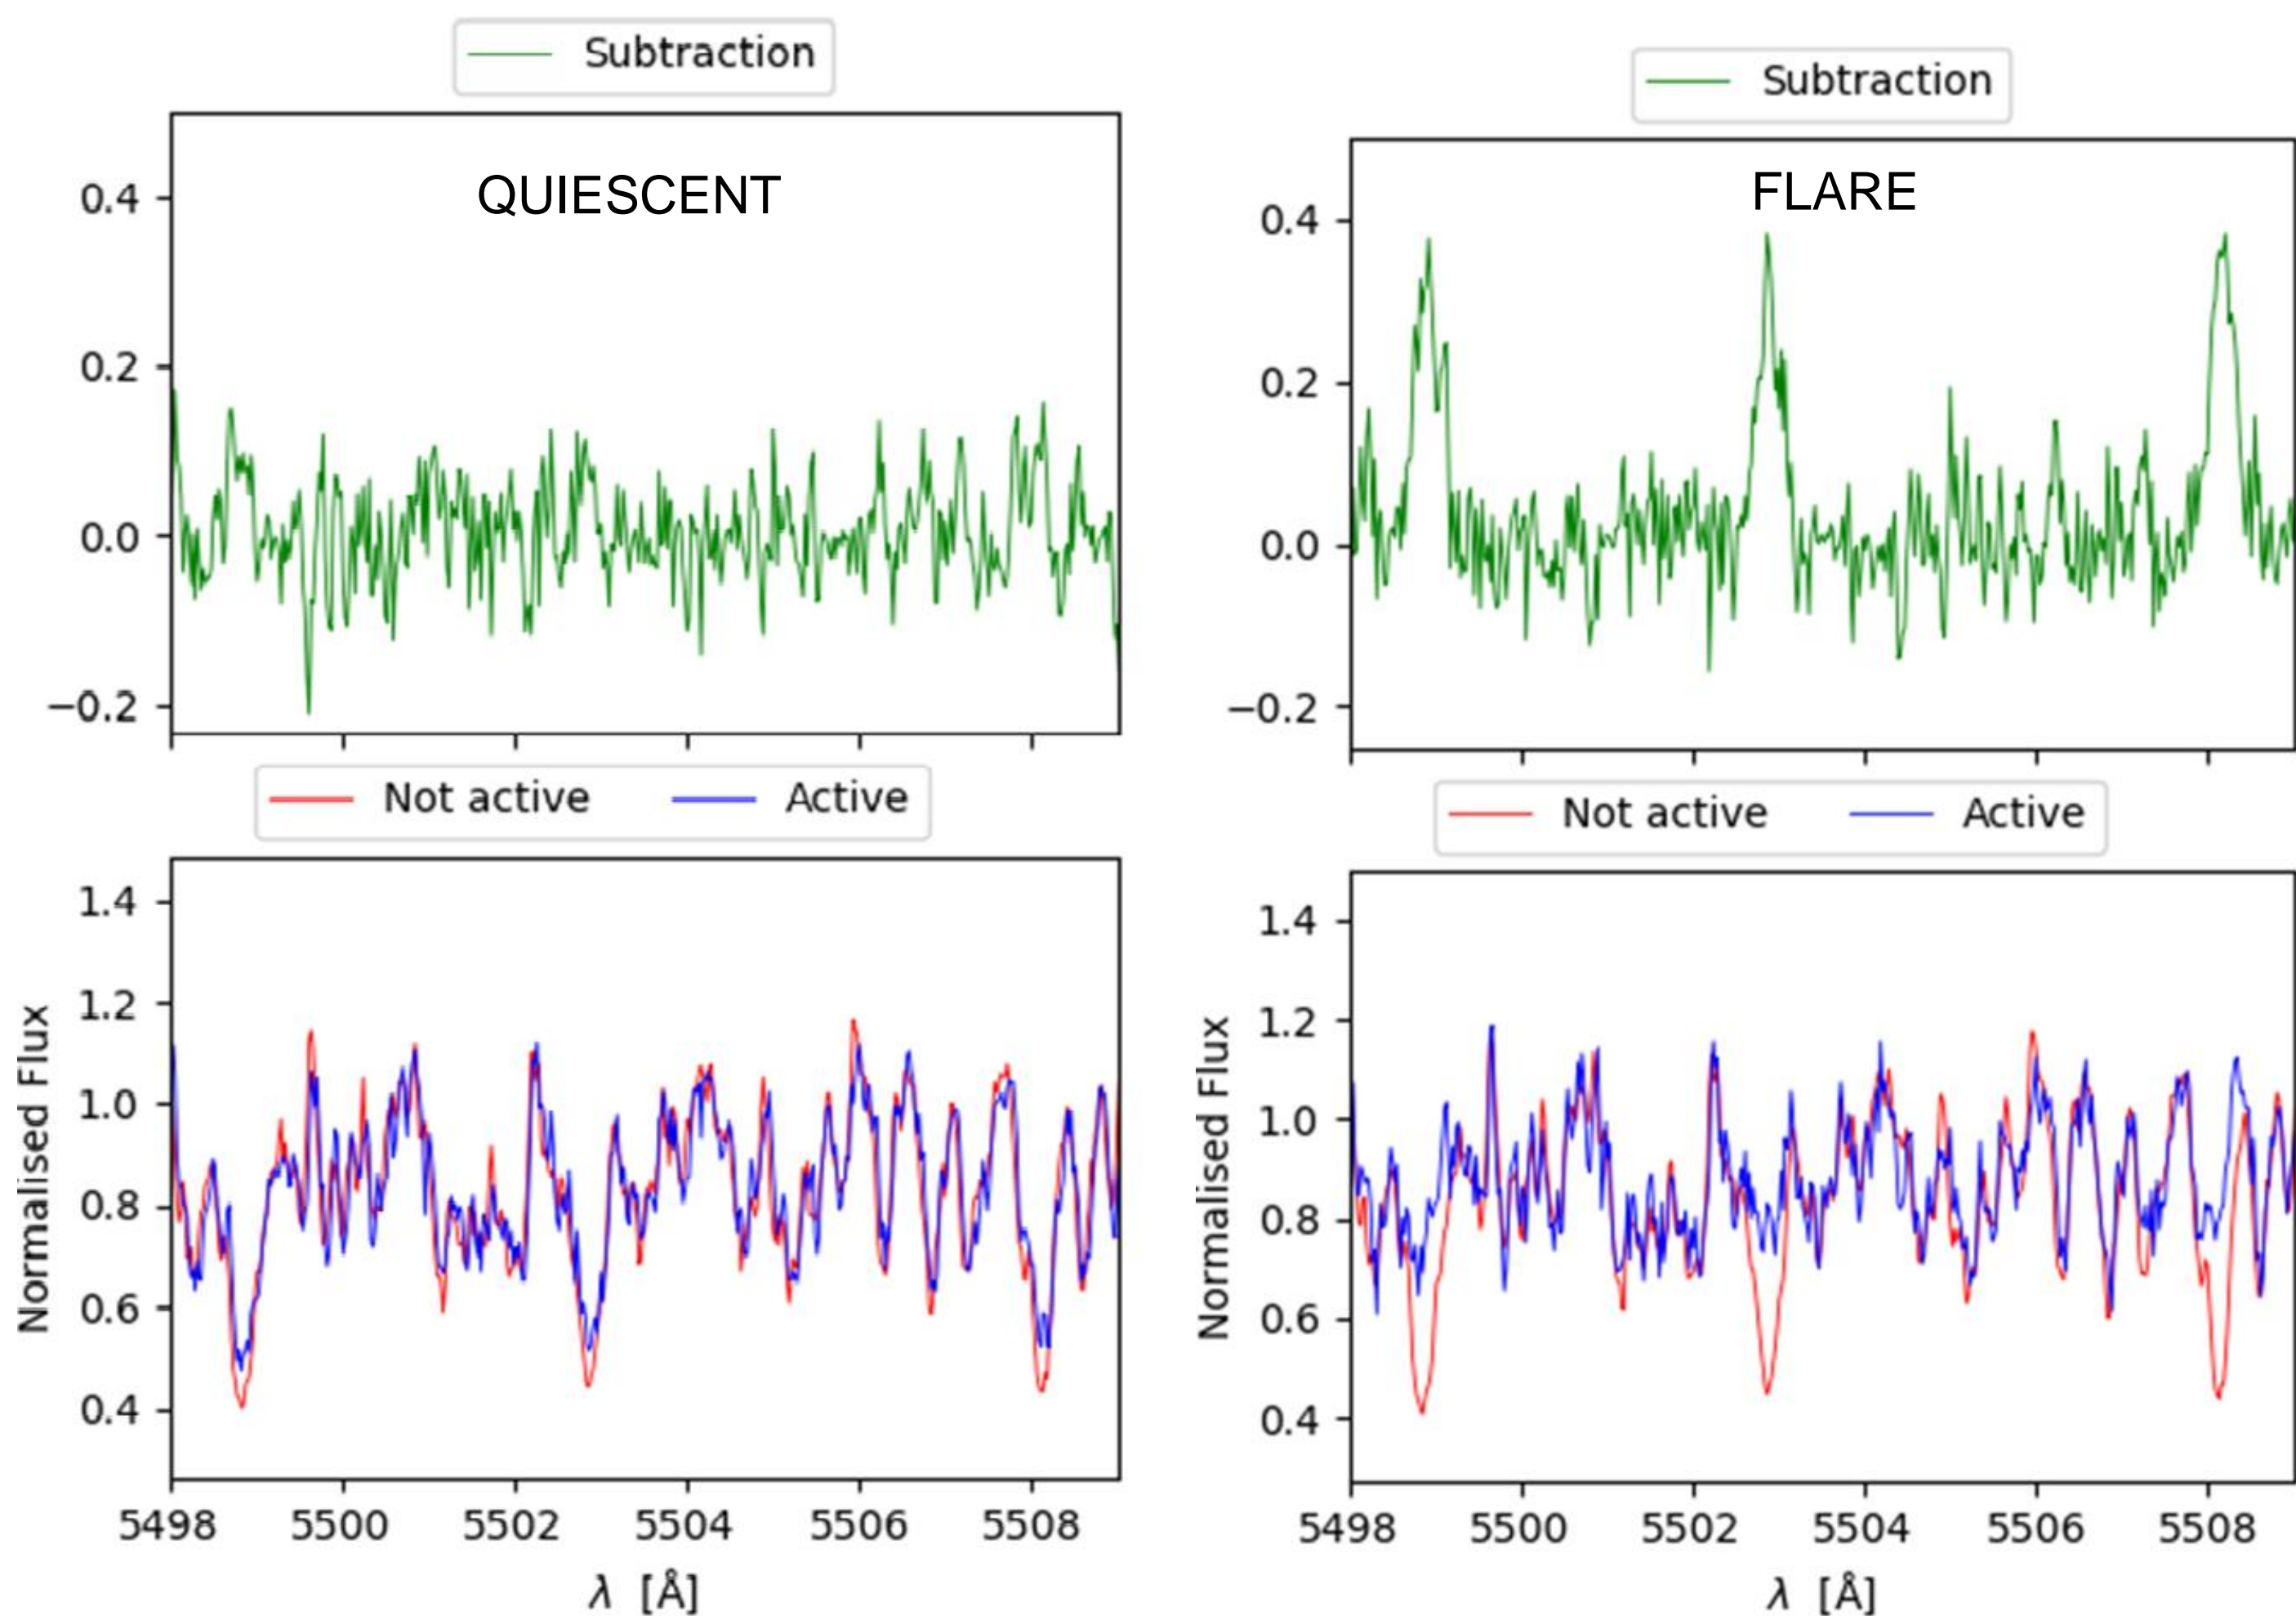 Subtraction
QUIESCENT
0.4
0.2
0.0
−0.2
Not active Active
1.4
1.2
1.0
0.8
0.6
0.4
Normalised Flux
5498 5500 5502 5504 5506 5508
λ [Å]
Subtraction
FLARE
0.4
0.2
0.0
−0.2
Not active Active
1.4
1.2
1.0
0.8
0.6
0.4
Normalised Flux
5498 5500 5502 5504 5506 5508
λ [Å]